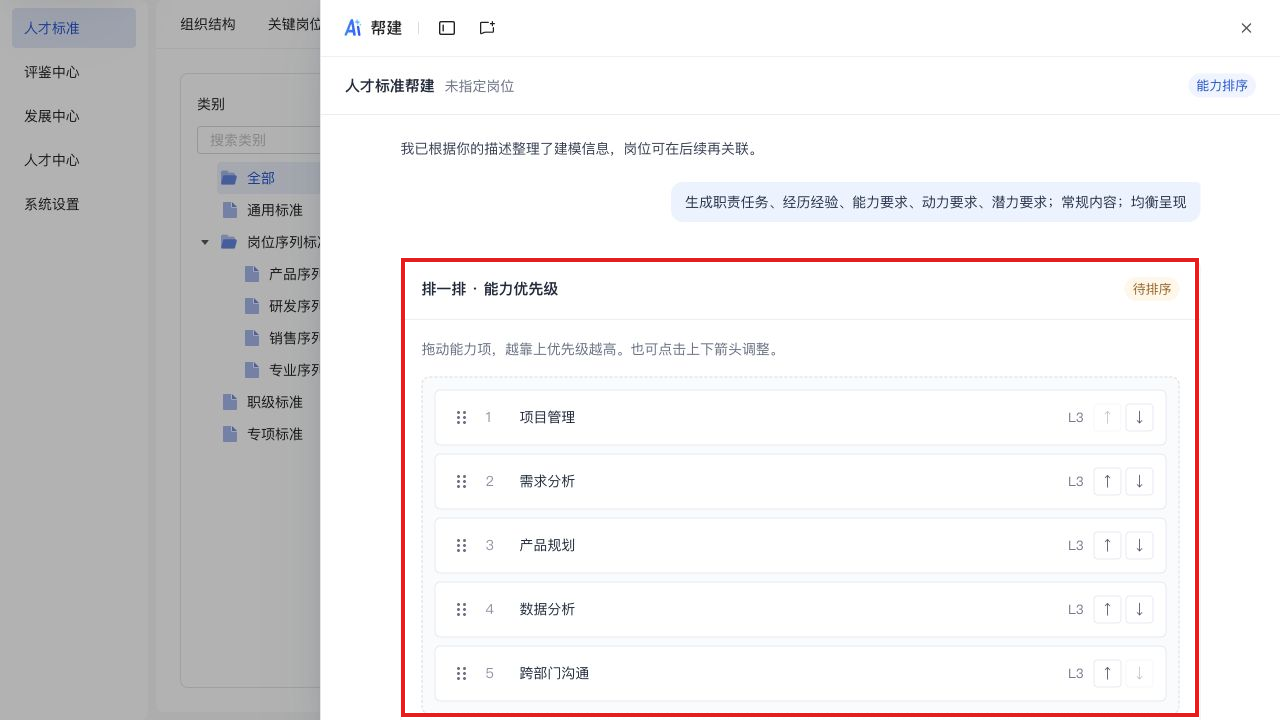 人才标准
评鉴中心
发展中心
人才中心
系统设置
组织结构
关键岗位
类别
搜索类别
全部
通用标准
岗位序列标
产品序列
研发序列
销售序列
专业序列
职级标准
专项标准
Ai 帮建
人才标准帮建 未指定岗位
能力排序
我已根据你的描述整理了建模信息，岗位可在后续再关联。
生成职责任务、经历经验、能力要求、动力要求、潜力要求；常规内容；均衡呈现
排一排 · 能力优先级
待排序
拖动能力项，越靠上优先级越高。也可点击上下箭头调整。
1 项目管理 L3 ↑ ↓
2 需求分析 L3 ↑ ↓
3 产品规划 L3 ↑ ↓
4 数据分析 L3 ↑ ↓
5 跨部门沟通 L3 ↑ ↓